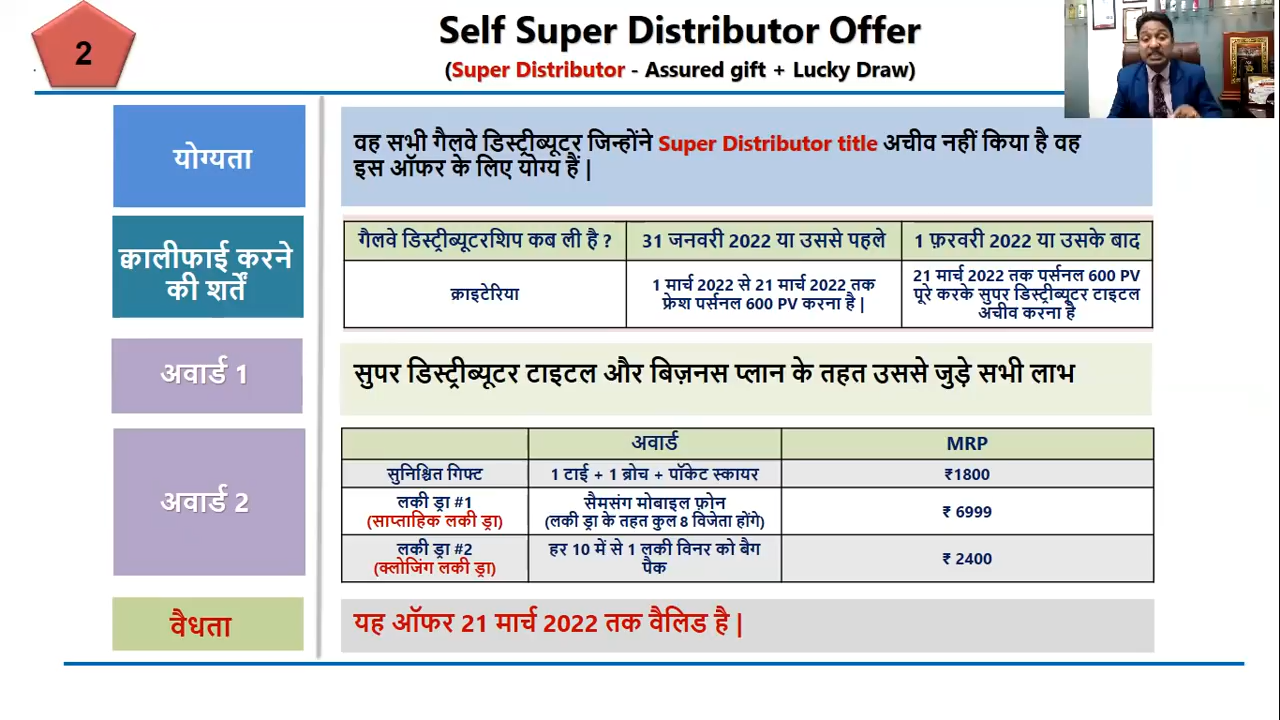 2
Self Super Distributor Offer
(Super Distributor - Assured gift + Lucky Draw)
योग्यता
वह सभी गैलवे डिस्ट्रीब्यूटर जिन्होंने Super Distributor title अचीव नहीं किया है वह
इस ऑफर के लिए योग्य हैं |
क्वालीफाई करने
की शर्तें
गैलवे डिस्ट्रीब्यूटरशिप कब ली है ?
31 जनवरी 2022 या उससे पहले
1 फ़रवरी 2022 या उसके बाद
क्राइटेरिया
1 मार्च 2022 से 21 मार्च 2022 तक
फ्रेश पर्सनल 600 PV करना है |
21 मार्च 2022 तक पर्सनल 600 PV
पूरे करके सुपर डिस्ट्रीब्यूटर टाइटल
अचीव करना है
अवार्ड 1
सुपर डिस्ट्रीब्यूटर टाइटल और बिज़नस प्लान के तहत उससे जुड़े सभी लाभ
अवार्ड 2
अवार्ड
MRP
सुनिश्चित गिफ्ट
1 टाई + 1 ब्रोच + पॉकेट स्कायर
₹1800
लकी ड्रा #1
(साप्ताहिक लकी ड्रा)
सैमसंग मोबाइल फ़ोन
(लकी ड्रा के तहत कुल 8 विजेता होंगे)
₹ 6999
लकी ड्रा #2
(क्लोजिंग लकी ड्रा)
हर 10 में से 1 लकी विनर को बैग
पैक
₹ 2400
वैधता
यह ऑफर 21 मार्च 2022 तक वैलिड है |